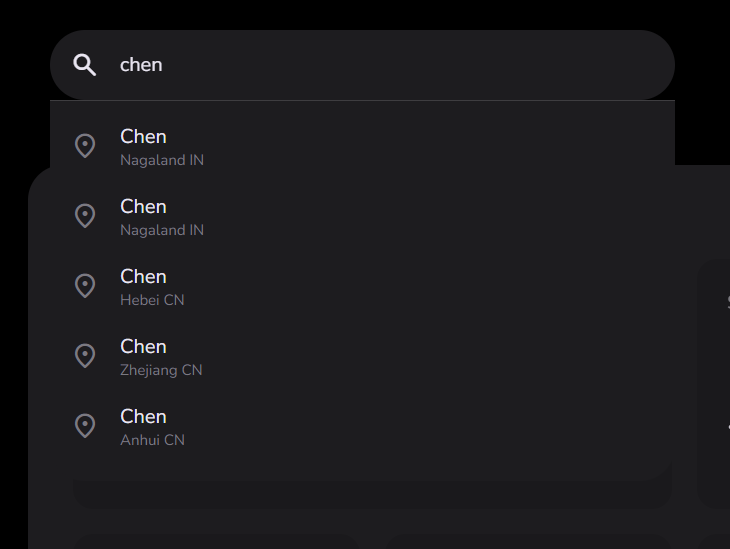 chen
Chen
Nagaland IN
Chen
Nagaland IN
Chen
Hebei CN
Chen
Zhejiang CN
Chen
Anhui CN